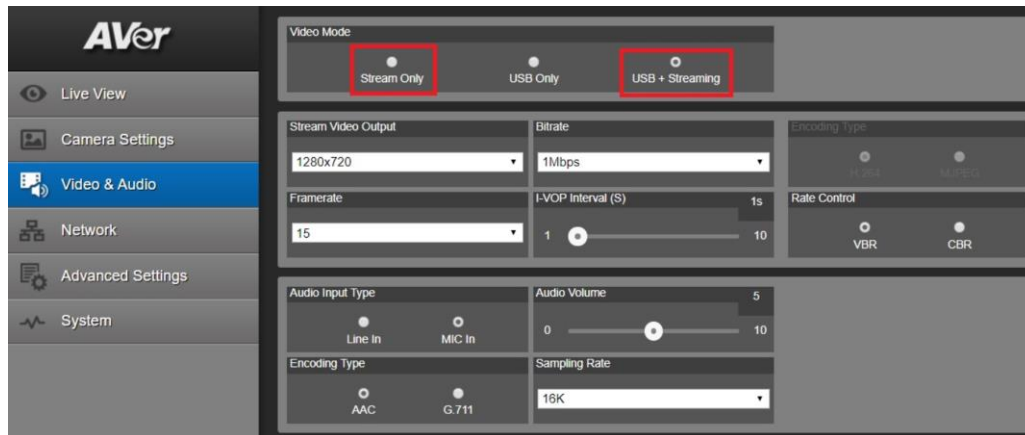 AVer
Live View
Camera Settings
Video & Audio
Network
Advanced Settings
System
Video Mode
Stream Only
USB Only
USB + Streaming
Stream Video Output
Bitrate
Encoding Type
1280x720
1Mbps
H.264
MJPEG
Framerate
I-VOP Interval (S)
1s
Rate Control
15
1
10
VBR
CBR
Audio Input Type
Audio Volume
5
Line In
MIC In
0
10
Encoding Type
Sampling Rate
AAC
G.711
16K